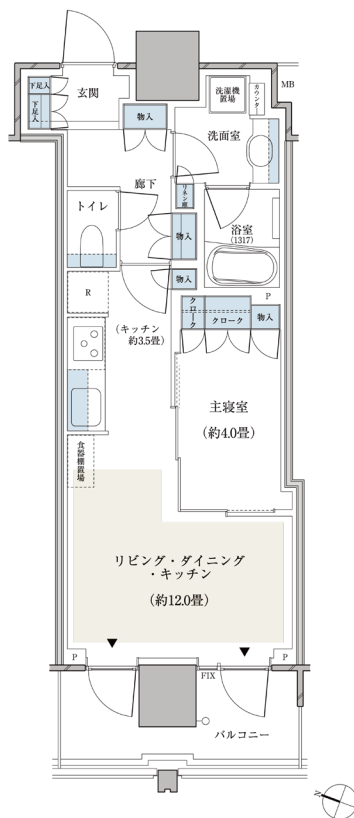 下足入
下足入
玄関
物入
洗濯機
置場
カウンター
MB
洗面室
廊下
リネン庫
トイレ
物入
浴室
(1317)
物入
R
P
クローク
クローク
物入
(キッチン
約3.5畳)
主寝室
(約4.0畳)
食器棚置場
リビング・ダイニング
・キッチン
(約12.0畳)
P
P
FIX
バルコニー
N